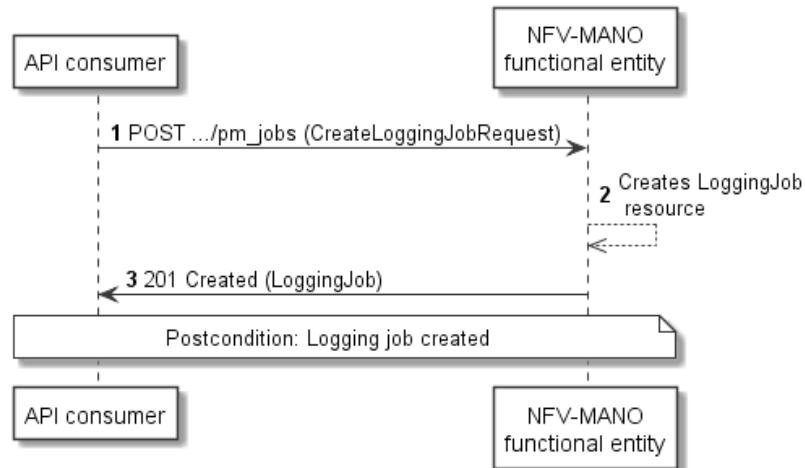 API consumer
NFV-MANO
functional entity
1 POST .../pm_jobs (CreateLoggingJobRequest)
2 Creates LoggingJob
resource
3 201 Created (LoggingJob)
Postcondition: Logging job created
API consumer
NFV-MANO
functional entity